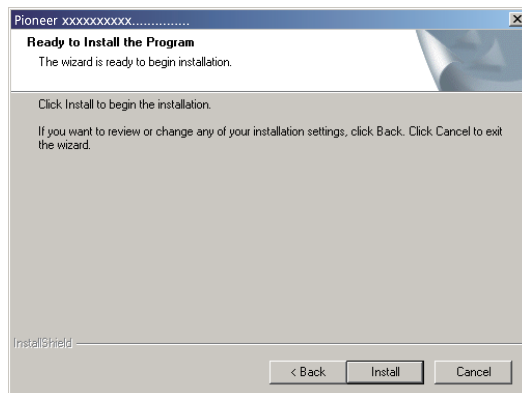 Pioneer xxxxxxxxxx...............
Ready to Install the Program
The wizard is ready to begin installation.
Click Install to begin the installation.
If you want to review or change any of your installation settings, click Back. Click Cancel to exit
the wizard.
InstallShield
< Back Install Cancel